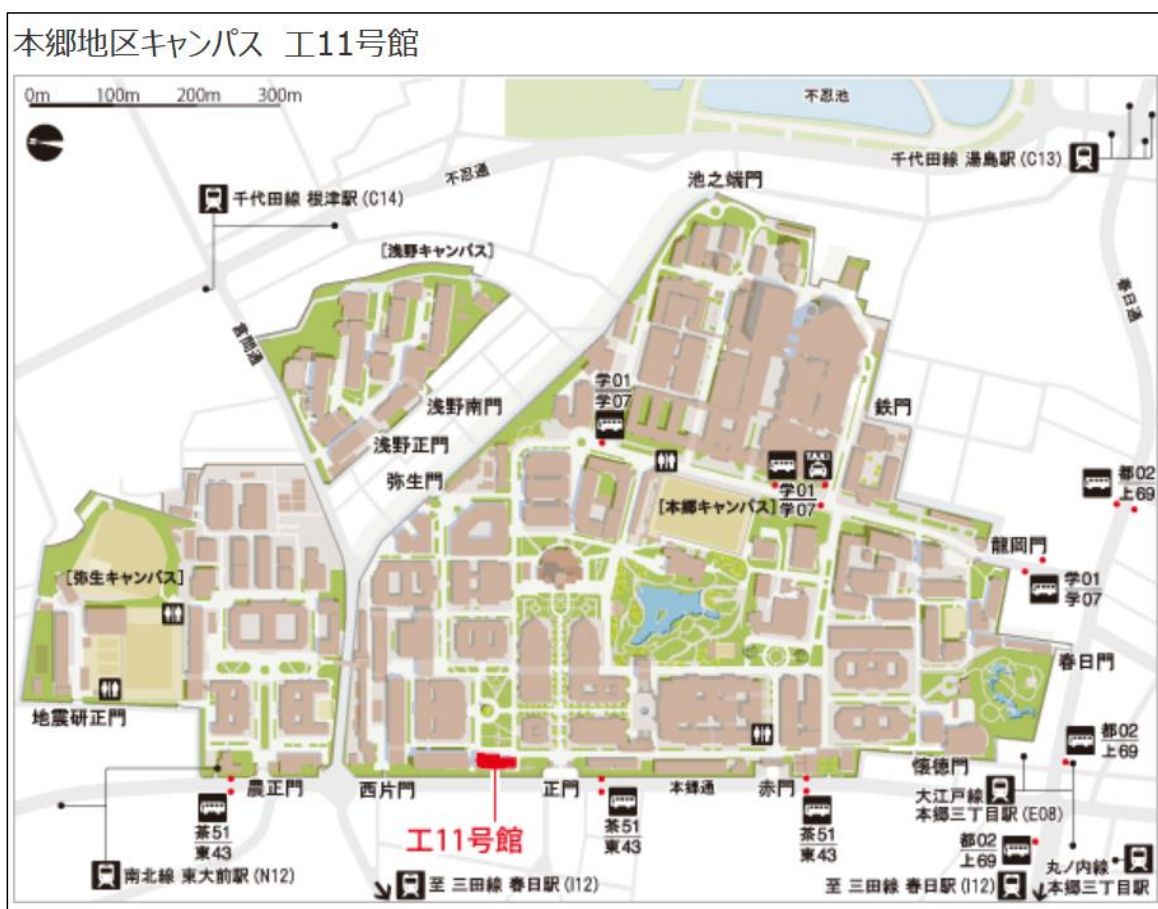 本郷地区キャンパス 工11号館
0m 100m 200m 300m
不忍池
千代田線 湯島駅(C13)
不忍通
池之端門
千代田線 根津駅(C14)
[浅野キャンパス]
春日通
言問通
学01
学07
浅野南門
鉄門
浅野正門
弥生門
TAXI
都02
上69
[本郷キャンパス]
学01
学07
龍岡門
[弥生キャンパス]
学01
学07
春日門
地震研正門
都02
上69
懐徳門
農正門
西片門
正門
本郷通
赤門
大江戸線
本郷三丁目駅(E08)
茶51
東43
工11号館
茶51
東43
茶51
東43
都02
上69
南北線 東大前駅(N12)
至 三田線 春日駅(I12)
至 三田線 春日駅(I12)
丸ノ内線
本郷三丁目駅